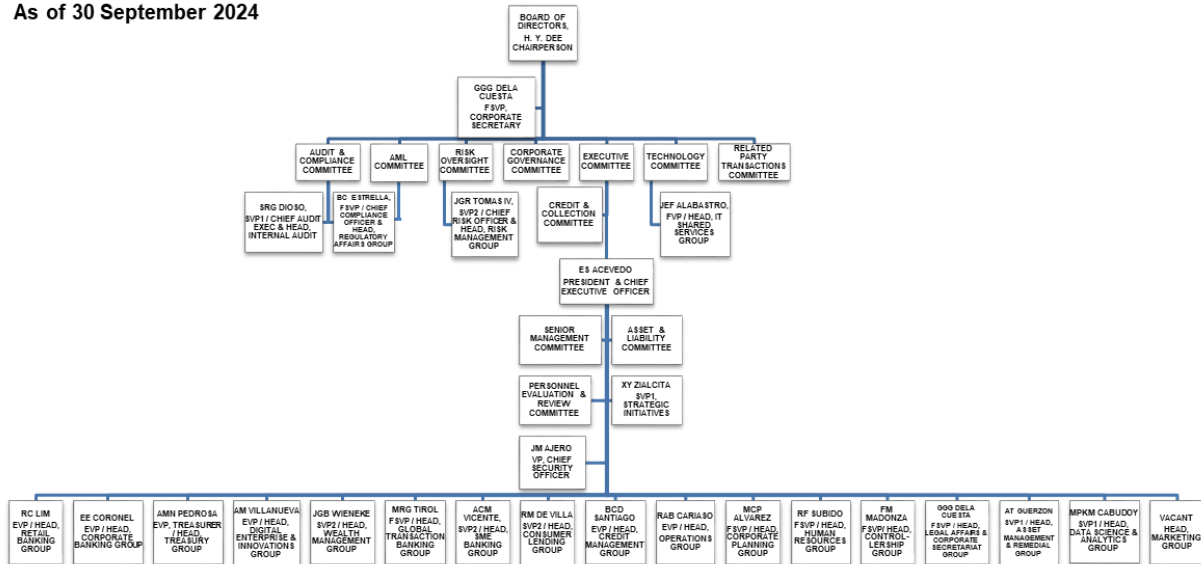 As of 30 September 2024
BOARD OF
DIRECTORS,
H. Y. DEE
CHAIRPERSON
GGG DELA
CUESTA
FSVP,
CORPORATE
SECRETARY
AUDIT &
COMPLIANCE
COMMITTEE
AML
COMMITTEE
RISK
OVERSIGHT
COMMITTEE
CORPORATE
GOVERNANCE
COMMITTEE
EXECUTIVE
COMMITTEE
TECHNOLOGY
COMMITTEE
RELATED
PARTY
TRANSACTIONS
COMMITTEE
SRG DIOSO,
SVP1 / CHIEF AUDIT
EXEC & HEAD,
INTERNAL AUDIT
BC ESTRELLA,
FSVP / CHIEF
COMPLIANCE
OFFICER &
HEAD,
REGULATORY
AFFAIRS GROUP
JGR TOMAS IV,
SVP2 / CHIEF
RISK OFFICER &
HEAD, RISK
MANAGEMENT
GROUP
CREDIT &
COLLECTION
COMMITTEE
JEF ALABASTRO,
FVP / HEAD, IT
SHARED
SERVICES
GROUP
ES ACEVEDO
PRESIDENT & CHIEF
EXECUTIVE OFFICER
SENIOR
MANAGEMENT
COMMITTEE
ASSET &
LIABILITY
COMMITTEE
PERSONNEL
EVALUATION &
REVIEW
COMMITTEE
XY ZIALCITA
SVP1,
STRATEGIC
INITIATIVES
JM AJERO
VP, CHIEF
SECURITY
OFFICER
RC LIM
EVP / HEAD,
RETAIL
BANKING
GROUP
EE CORONEL
EVP / HEAD,
CORPORATE
BANKING GROUP
AMN PEDROSA
EVP, TREASURER
/ HEAD,
TREASURY
GROUP
AM VILLANUEVA
EVP / HEAD,
DIGITAL
ENTERPRISE &
INNOVATIONS
GROUP
JGB WIENEKE
SVP2 / HEAD,
WEALTH
MANAGEMENT
GROUP
MRG TIROL
FSVP / HEAD,
GLOBAL
TRANSACTION
BANKING
GROUP
ACM
VICENTE,
SVP2 / HEAD,
SME
BANKING
GROUP
RM DE VILLA
SVP2 / HEAD,
CONSUMER
LENDING
GROUP
BCD
SANTIAGO
EVP / HEAD,
CREDIT
MANAGEMENT
GROUP
RAB CARIASO
EVP / HEAD,
OPERATIONS
GROUP
MCP
ALVAREZ
FSVP / HEAD,
CORPORATE
PLANNING
GROUP
RF SUBIDO
FSVP / HEAD,
HUMAN
RESOURCES
GROUP
FM
MADONZA
FSVP/ HEAD,
CONTROL-
LERSHIP
GROUP
GGG DELA
CUESTA
FSVP / HEAD,
LEGAL AFFAIRS &
CORPORATE
SECRETARIAT
GROUP
AT GUERZON
SVP1 / HEAD,
ASSET
MANAGEMENT
& REMEDIAL
GROUP
MPKM CABUDOY
SVP1 / HEAD,
DATA SCIENCE &
ANALYTICS
GROUP
VACANT
HEAD,
MARKETING
GROUP